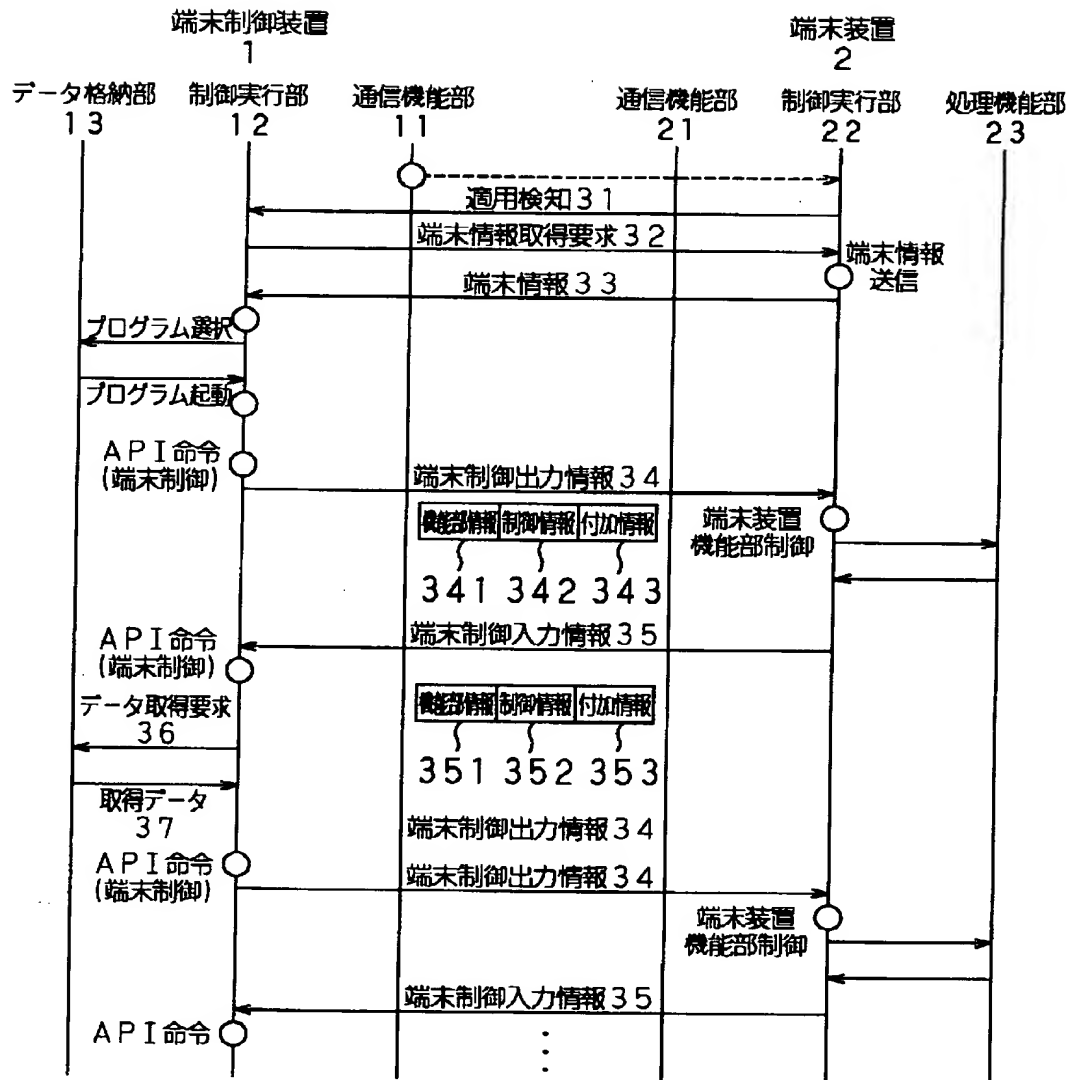 端末制御装置
1
端末装置
2
データ格納部
13
制御実行部
12
通信機能部
11
通信機能部
21
制御実行部
22
処理機能部
23
適用検知31
端末情報取得要求32
端末情報
送信
端末情報33
プログラム選択
プログラム起動
API命令
(端末制御)
端末制御出力情報34
機能部情報 制御情報 付加情報
341 342 343
端末装置
機能部制御
端末制御入力情報35
API命令
(端末制御)
機能部情報 制御情報 付加情報
351 352 353
データ取得要求
36
取得データ
37
端末制御出力情報34
API命令
(端末制御)
端末制御出力情報34
端末装置
機能部制御
端末制御入力情報35
API命令